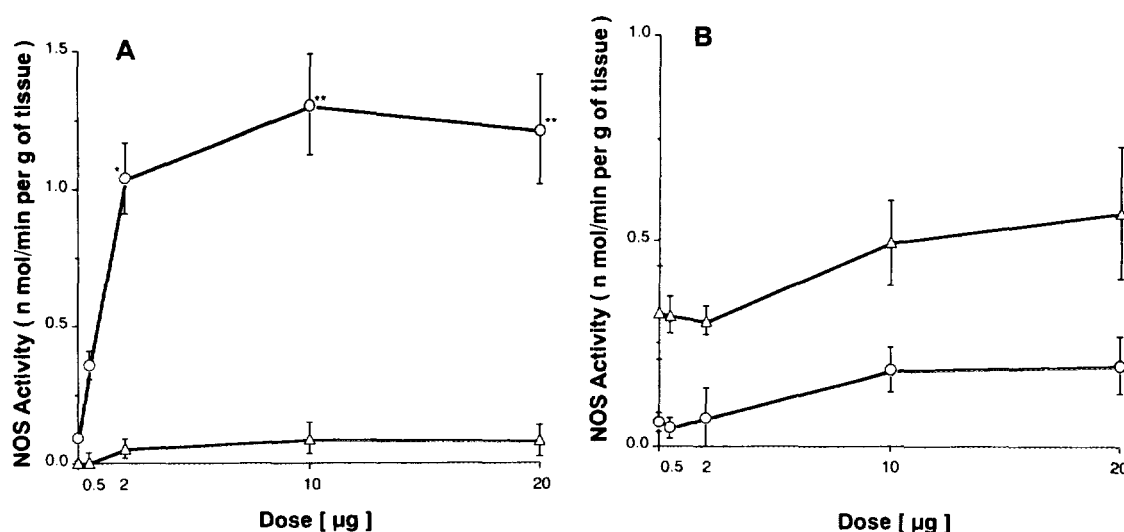 A
NOS Activity ( n mol/min per g of tissue )
1.5
1.0
0.5
0.0
*
**
**
0.5 2 10 20
Dose [ µg ]
B
NOS Activity ( n mol/min per g of tissue )
1.0
0.5
0.0
0.5 2 10 20
Dose [ µg ]